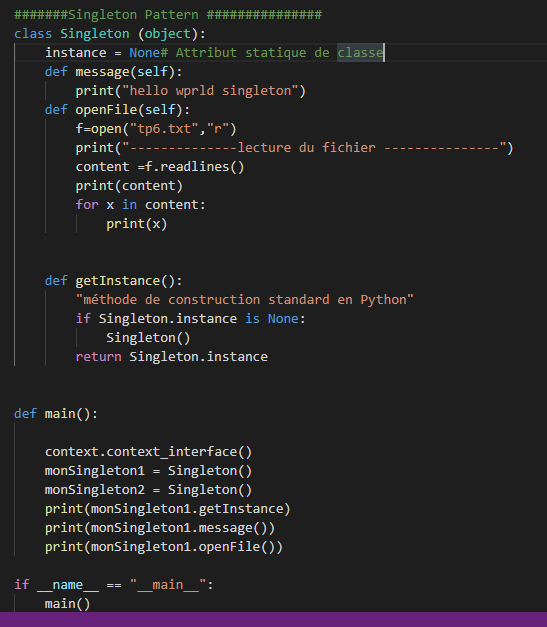 #######Singleton Pattern ###############
class Singleton (object):
    instance = None# Attribut statique de classe
    def message(self):
        print("hello wprld singleton")
    def openFile(self):
        f=open("tp6.txt","r")
        print("--------------lecture du fichier ---------------")
        content =f.readlines()
        print(content)
        for x in content:
            print(x)
    def getInstance():
        "méthode de construction standard en Python"
        if Singleton.instance is None:
            Singleton()
        return Singleton.instance
def main():
    context.context_interface()
    monSingleton1 = Singleton()
    monSingleton2 = Singleton()
    print(monSingleton1.getInstance)
    print(monSingleton1.message())
    print(monSingleton1.openFile())
if __name__ == "__main__":
    main()